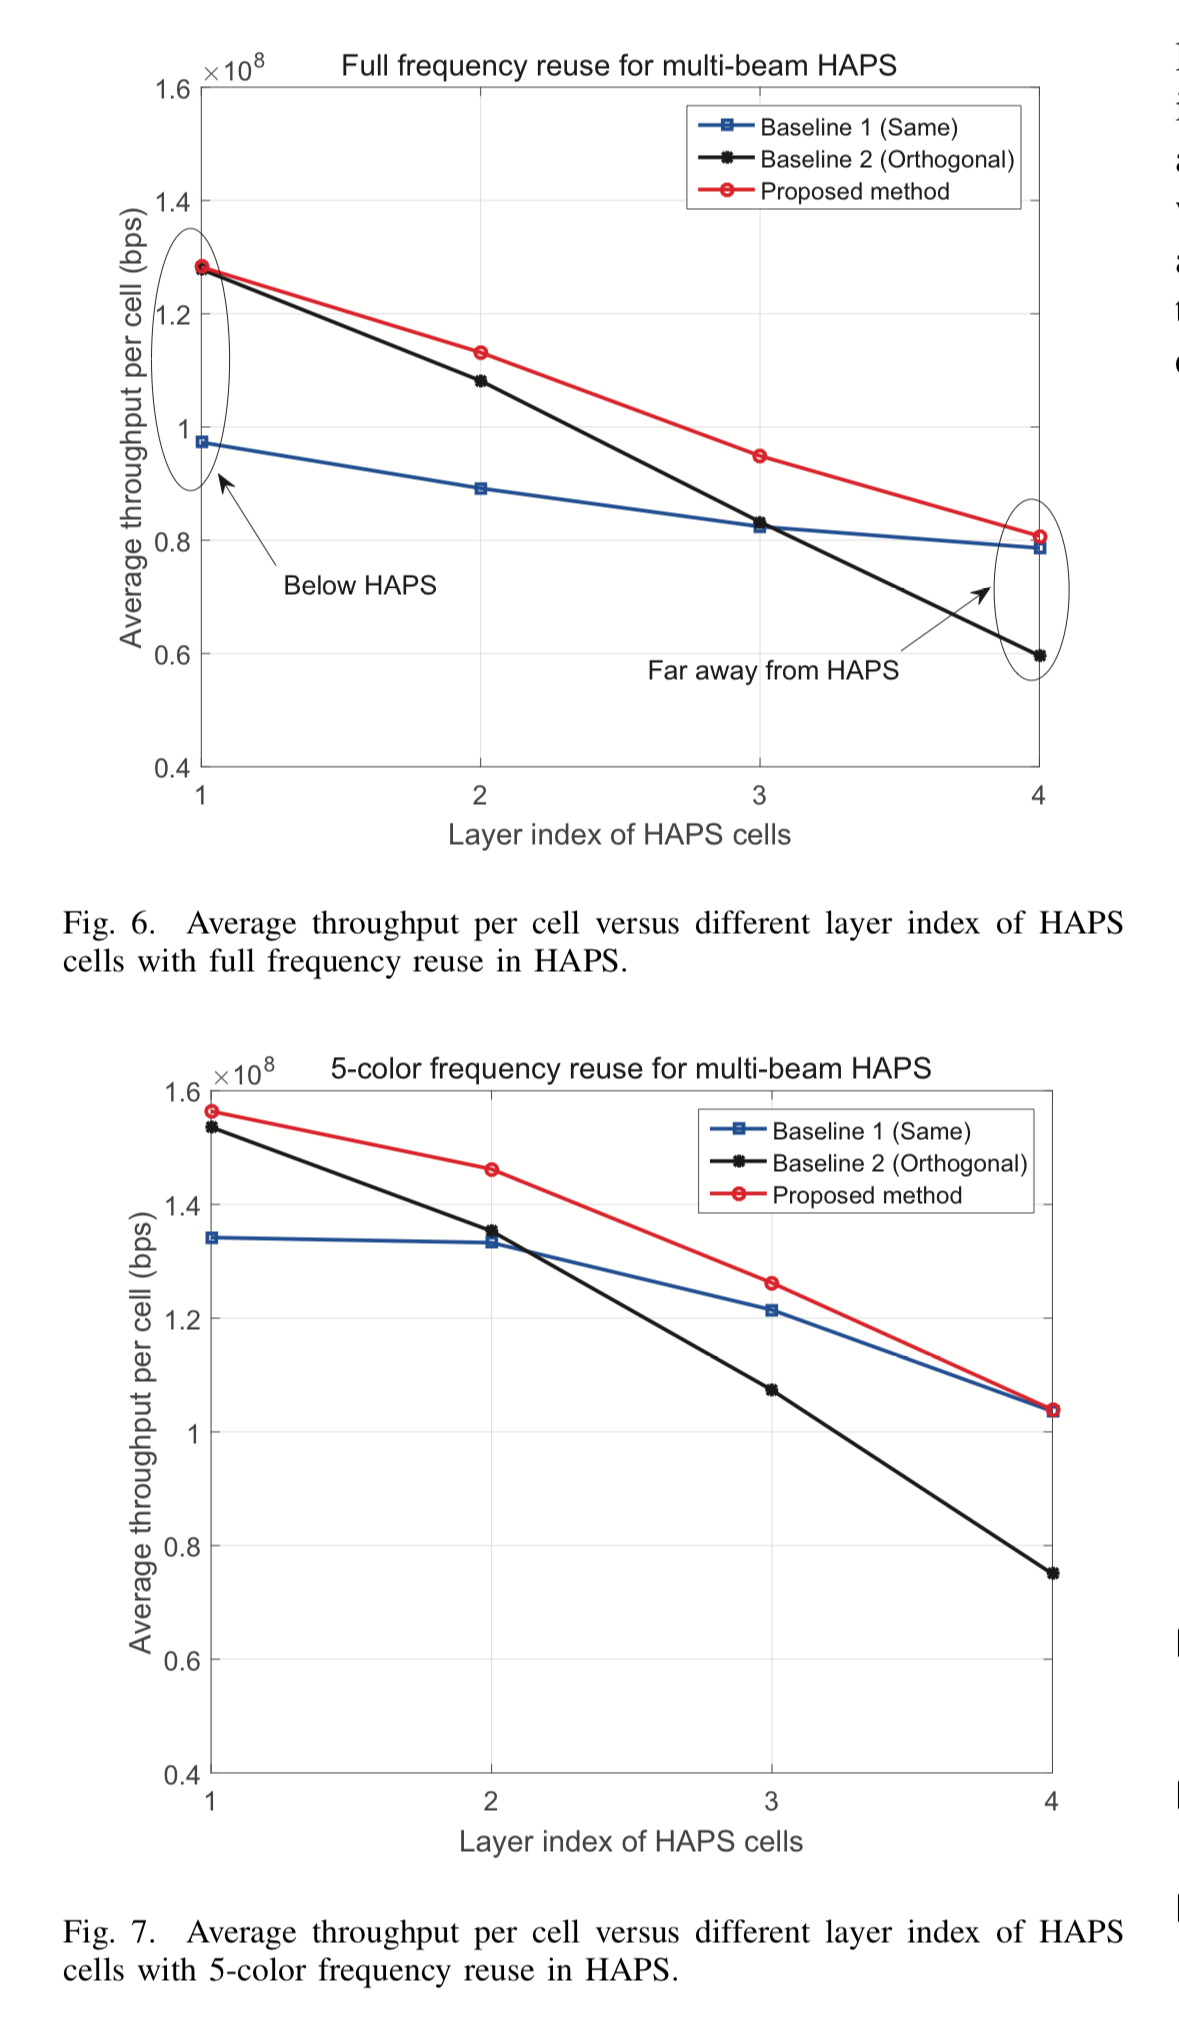 Full frequency reuse for multi-beam HAPS
×10⁸
1.6
1.4
1.2
1
0.8
0.6
0.4
Average throughput per cell (bps)
Baseline 1 (Same)
Baseline 2 (Orthogonal)
Proposed method
Below HAPS
Far away from HAPS
1 2 3 4
Layer index of HAPS cells
Fig. 6. Average throughput per cell versus different layer index of HAPS
cells with full frequency reuse in HAPS.
5-color frequency reuse for multi-beam HAPS
×10⁸
1.6
1.4
1.2
1
0.8
0.6
0.4
Average throughput per cell (bps)
Baseline 1 (Same)
Baseline 2 (Orthogonal)
Proposed method
1 2 3 4
Layer index of HAPS cells
Fig. 7. Average throughput per cell versus different layer index of HAPS
cells with 5-color frequency reuse in HAPS.